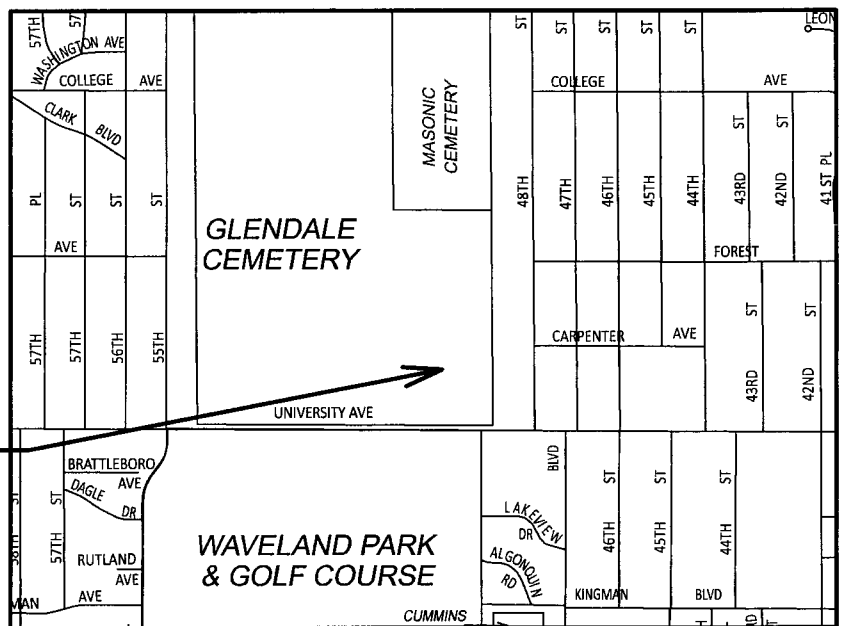 57TH
57
WASHINGTON AVE
COLLEGE AVE
CLARK BLVD
PL
ST
ST
ST
AVE
57TH
57TH
56TH
55TH
MASONIC
CEMETERY
GLENDALE
CEMETERY
UNIVERSITY AVE
ST
ST
ST
ST
ST
LEON
COLLEGE AVE
48TH
47TH
46TH
45TH
44TH
43RD ST
42ND ST
41ST PL
FOREST
CARPENTER AVE
43RD ST
42ND ST
BRATTLEBORO
AVE
DAGLE
DR
58TH ST
57TH ST
RUTLAND
AVE
MAN AVE
WAVELAND PARK
& GOLF COURSE
CUMMINS
BLVD
LAKEVIEW
DR
ALGONQUIN
RD
46TH ST
45TH ST
44TH ST
KINGMAN BLVD
ST